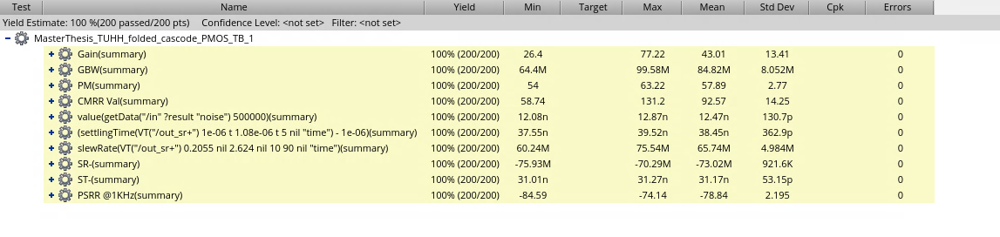 Test Name Yield Min Target Max Mean Std Dev Cpk Errors
Yield Estimate: 100 %(200 passed/200 pts) Confidence Level: <not set> Filter: <not set>
MasterThesis_TUHH_folded_cascode_PMOS_TB_1
Gain(summary) 100% (200/200) 26.4 77.22 43.01 13.41 0
GBW(summary) 100% (200/200) 64.4M 99.58M 84.82M 8.052M 0
PM(summary) 100% (200/200) 54 63.22 57.89 2.77 0
CMRR Val(summary) 100% (200/200) 58.74 131.2 92.57 14.25 0
value(getData("/in" ?result "noise") 500000)(summary) 100% (200/200) 12.08n 12.87n 12.47n 130.7p 0
(settlingTime(VT("/out_sr+") 1e-06 t 1.08e-06 t 5 nil "time") - 1e-06)(summary) 100% (200/200) 37.55n 39.52n 38.45n 362.9p 0
slewRate(VT("/out_sr+") 0.2055 nil 2.624 nil 10 90 nil "time")(summary) 100% (200/200) 60.24M 75.54M 65.74M 4.984M 0
SR-(summary) 100% (200/200) -75.93M -70.29M -73.02M 921.6K 0
ST-(summary) 100% (200/200) 31.01n 31.27n 31.17n 53.15p 0
PSRR @1KHz(summary) 100% (200/200) -84.59 -74.14 -78.84 2.195 0